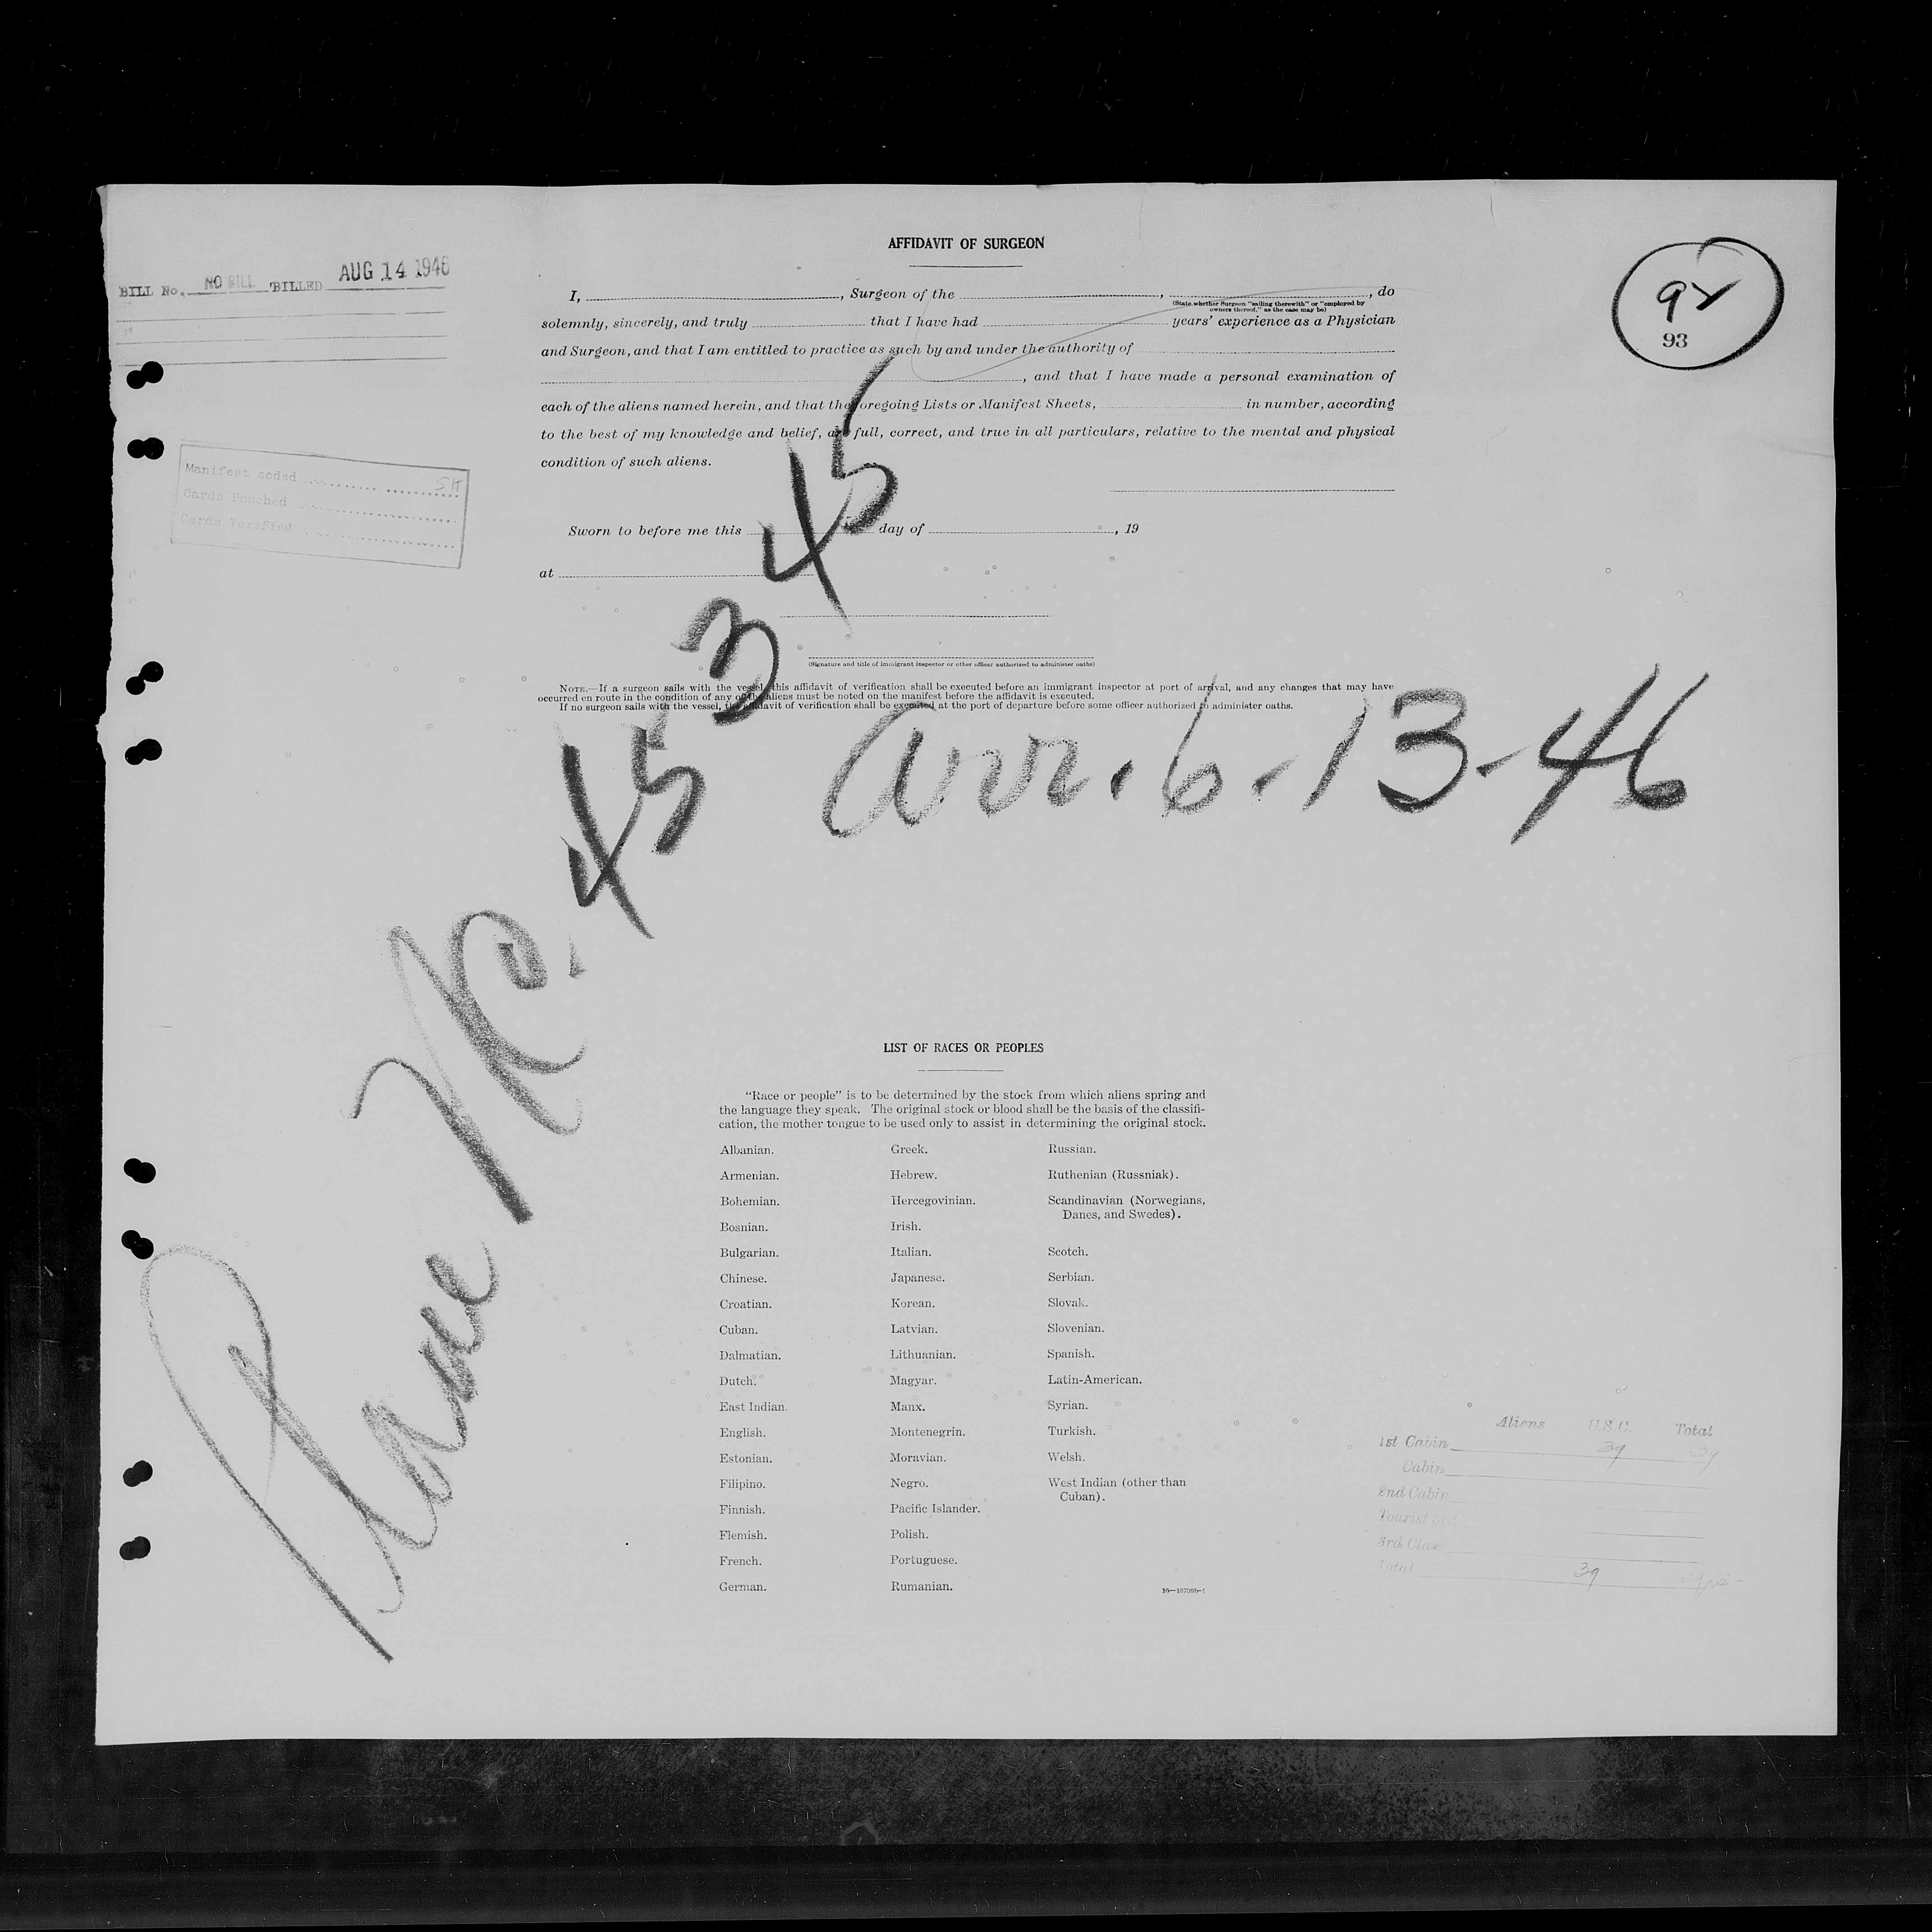 AFFIDAVIT OF SURGEON
BILL No. NO BILL BILLED AUG 14 1946
92
93
I, , Surgeon of the , , do
(State whether Surgeon "sailing therewith" or "employed by
owners thereof," as the case may be)
solemnly, sincerely, and truly that I have had years' experience as a Physician
and Surgeon, and that I am entitled to practice as such by and under the authority of
, and that I have made a personal examination of
each of the aliens named herein, and that the foregoing Lists or Manifest Sheets, in number, according
to the best of my knowledge and belief, are full, correct, and true in all particulars, relative to the mental and physical
condition of such aliens.
Manifest coded SH
Cards Punched
Cards Verified
Sworn to before me this day of , 19
at
(Signature and title of immigrant inspector or other officer authorized to administer oaths)
NOTE.—If a surgeon sails with the vessel, this affidavit of verification shall be executed before an immigrant inspector at port of arrival, and any changes that may have
occurred en route in the condition of any of the aliens must be noted on the manifest before the affidavit is executed.
If no surgeon sails with the vessel, the affidavit of verification shall be executed at the port of departure before some officer authorized to administer oaths.
Plane No. 45345
arr. 6-13-46
LIST OF RACES OR PEOPLES
"Race or people" is to be determined by the stock from which aliens spring and
the language they speak. The original stock or blood shall be the basis of the classifi-
cation, the mother tongue to be used only to assist in determining the original stock.
Albanian.
Armenian.
Bohemian.
Bosnian.
Bulgarian.
Chinese.
Croatian.
Cuban.
Dalmatian.
Dutch.
East Indian.
English.
Estonian.
Filipino.
Finnish.
Flemish.
French.
German.
Greek.
Hebrew.
Hercegovinian.
Irish.
Italian.
Japanese.
Korean.
Latvian.
Lithuanian.
Magyar.
Manx.
Montenegrin.
Moravian.
Negro.
Pacific Islander.
Polish.
Portuguese.
Rumanian.
Russian.
Ruthenian (Russniak).
Scandinavian (Norwegians,
Danes, and Swedes).
Scotch.
Serbian.
Slovak.
Slovenian.
Spanish.
Latin-American.
Syrian.
Turkish.
Welsh.
West Indian (other than
Cuban).
Aliens U.S.C. Total
1st Cabin 39 39
Cabin
2nd Cabin
Tourist 3rd
3rd Class
Total 39 39